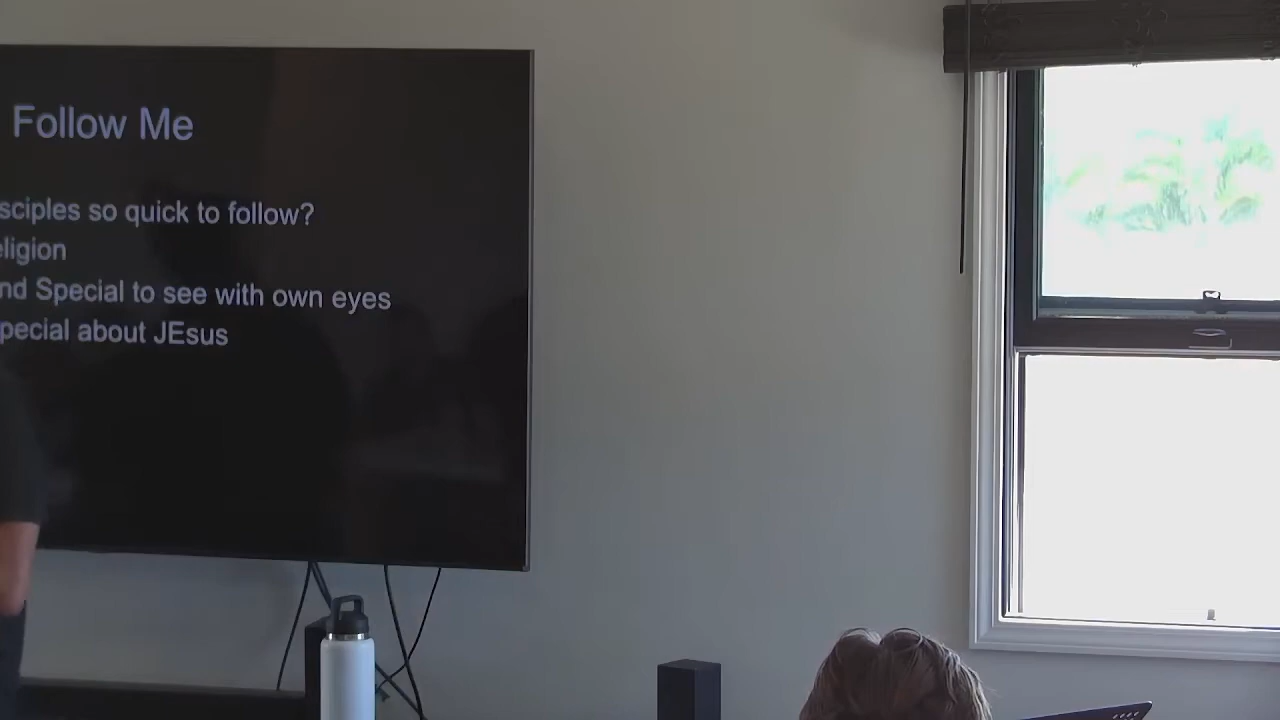 Follow Me
sciples so quick to follow?
eligion
nd Special to see with own eyes
pecial about JEsus